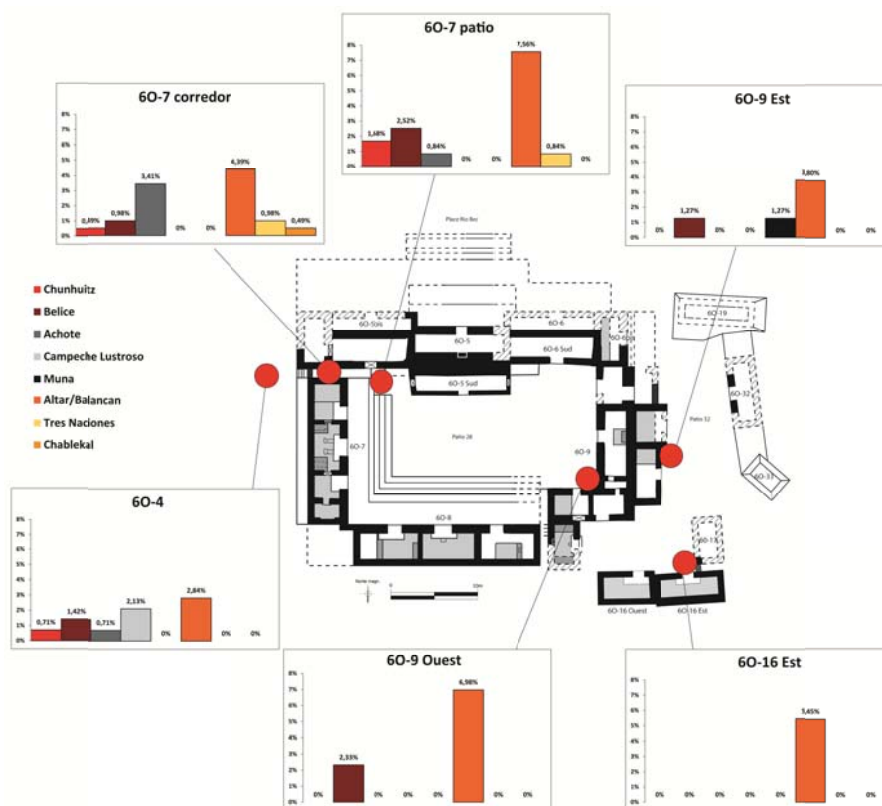 6O-7 patio
8%
7%
6%
5%
4%
3%
2%
1%
0%
1,68% 2,52% 0,84% 0% 0% 7,56% 0,84% 0%
6O-7 corredor
8%
7%
6%
5%
4%
3%
2%
1%
0%
0,49% 0,98% 3,41% 0% 0% 4,39% 0,98% 0,49%
6O-9 Est
8%
7%
6%
5%
4%
3%
2%
1%
0%
0% 1,27% 0% 0% 1,27% 3,80% 0% 0%
Chunhuitz
Belice
Achote
Campeche Lustroso
Muna
Altar/Balancan
Tres Naciones
Chablekal
6O-5bis
6O-5
6O-6
6O-6bis
6O-5 Sud
6O-6 Sud
6O-19
6O-32
6O-33
Patio 28
Patio 32
6O-7
6O-9
6O-8
6O-17
6O-16 Ouest
6O-16 Est
0
10m
6O-4
8%
7%
6%
5%
4%
3%
2%
1%
0%
0,71% 1,42% 0,71% 2,13% 0% 2,84% 0% 0%
6O-9 Ouest
8%
7%
6%
5%
4%
3%
2%
1%
0%
0% 2,33% 0% 0% 0% 6,98% 0% 0%
6O-16 Est
8%
7%
6%
5%
4%
3%
2%
1%
0%
0% 0% 0% 0% 0% 5,45% 0% 0%